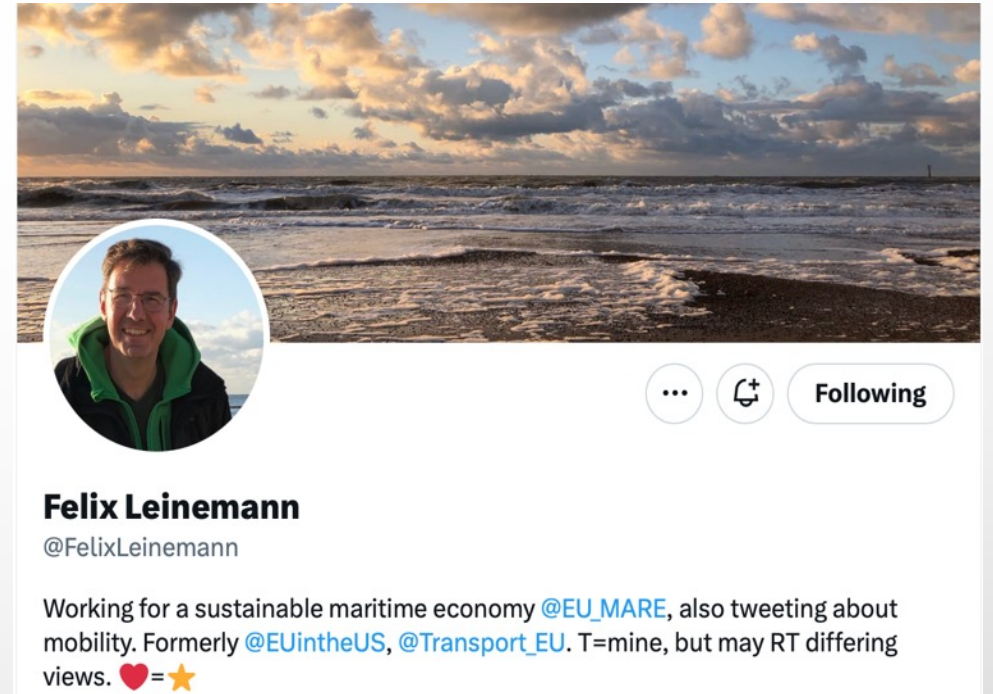 Following
Felix Leinemann
@FelixLeinemann
Working for a sustainable maritime economy @EU_MARE, also tweeting about
mobility. Formerly @EUintheUS, @Transport_EU. T=mine, but may RT differing
views. ❤️=⭐